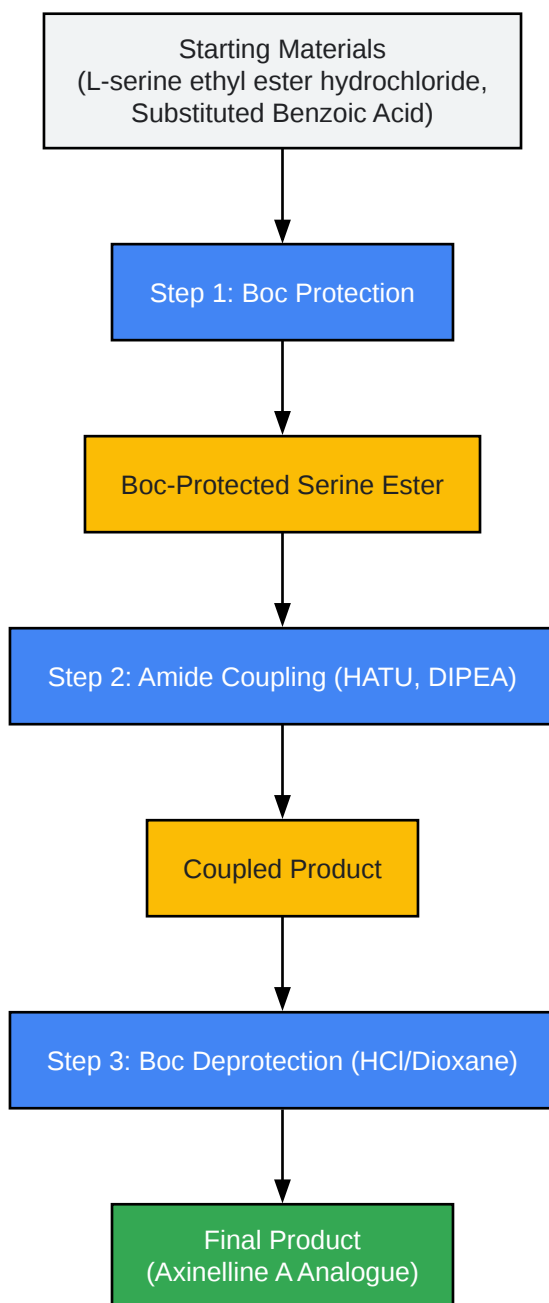 Starting Materials
(L-serine ethyl ester hydrochloride,
Substituted Benzoic Acid)
Step 1: Boc Protection
Boc-Protected Serine Ester
Step 2: Amide Coupling (HATU, DIPEA)
Coupled Product
Step 3: Boc Deprotection (HCl/Dioxane)
Final Product
(Axinelline A Analogue)